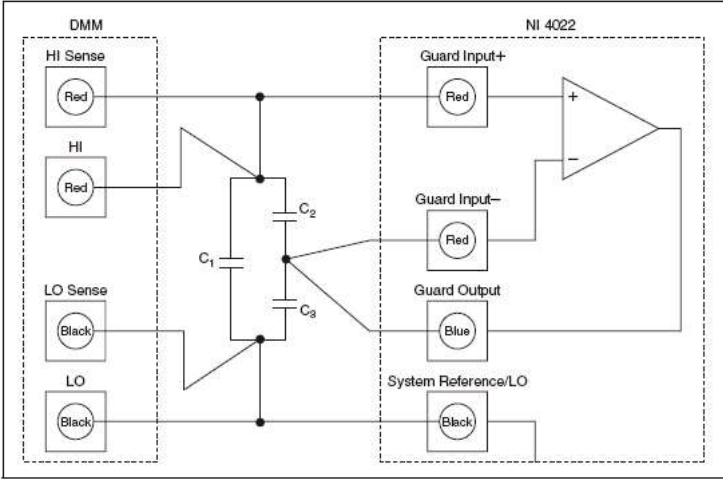 DMM
NI 4022
HI Sense
Red
HI
Red
LO Sense
Black
LO
Black
C1
C2
C3
Guard Input+
Red
+
−
Guard Input−
Red
Guard Output
Blue
System Reference/LO
Black